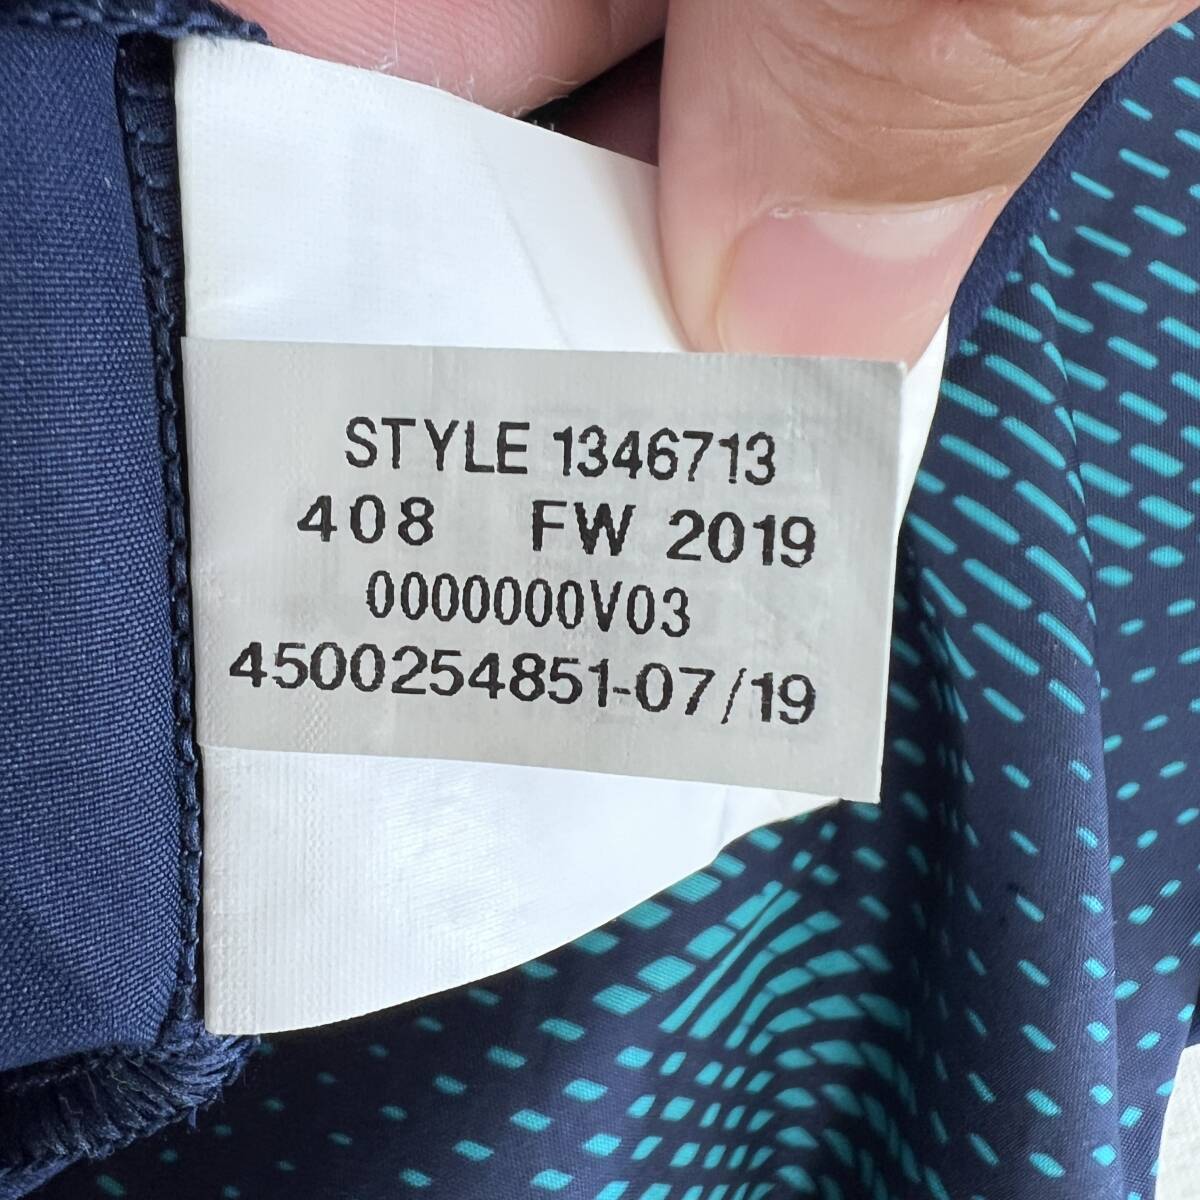 STYLE 1346713
408 FW 2019
0000000V03
4500254851-07/19